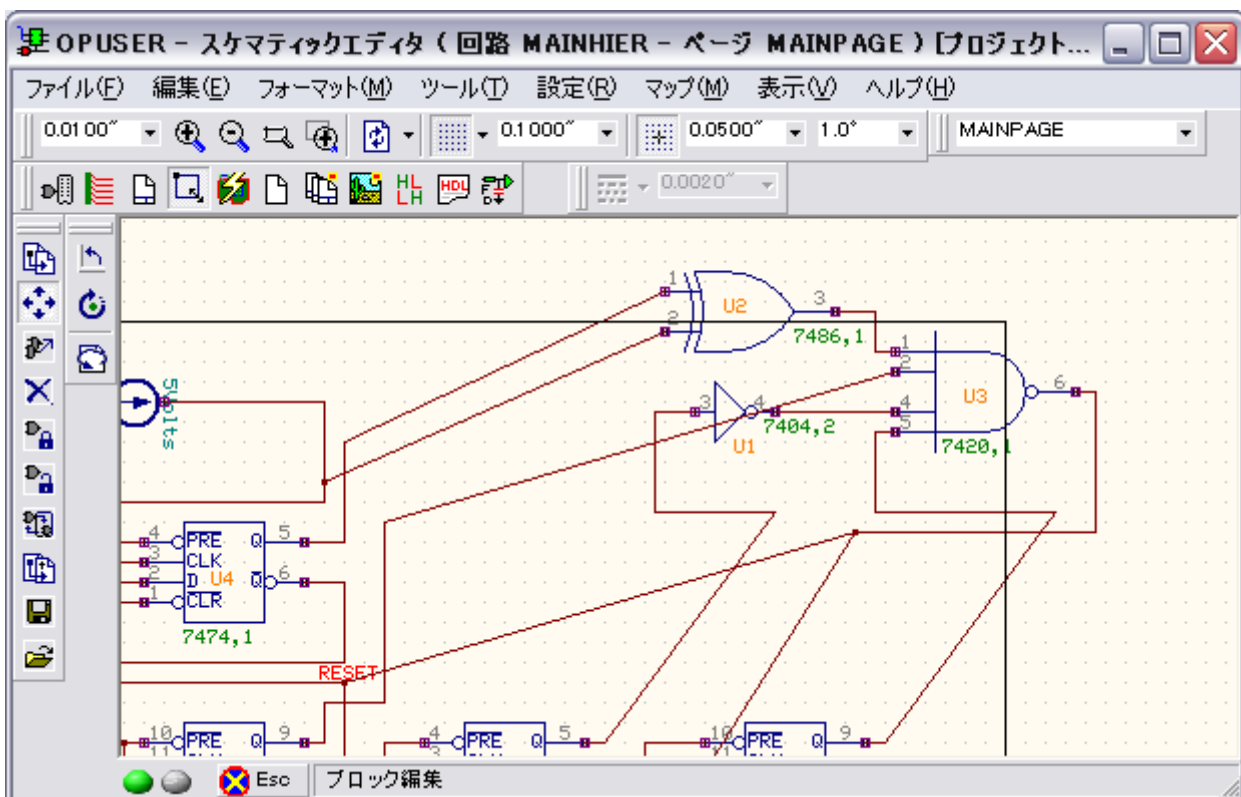 OPUSER - スケマティックエディタ ( 回路 MAINHIER - ページ MAINPAGE ) [プロジェクト...
ファイル(F) 編集(E) フォーマット(M) ツール(T) 設定(R) マップ(M) 表示(V) ヘルプ(H)
0.0100" 0.1000" 0.0500" 1.0° MAINPAGE
HL LH HDL 0.0020"
1 U2 3
2 7486,1
1
2
5Volts
3 4 4 U3 6
7404,2 5
U1 7420,1
4 PRE Q 5
3 CLK
2 D U4 Q 6
1 CLR
7474,1
RESET
10 PRE Q 9 4 PRE Q 5 10 PRE Q 9
Esc ブロック編集